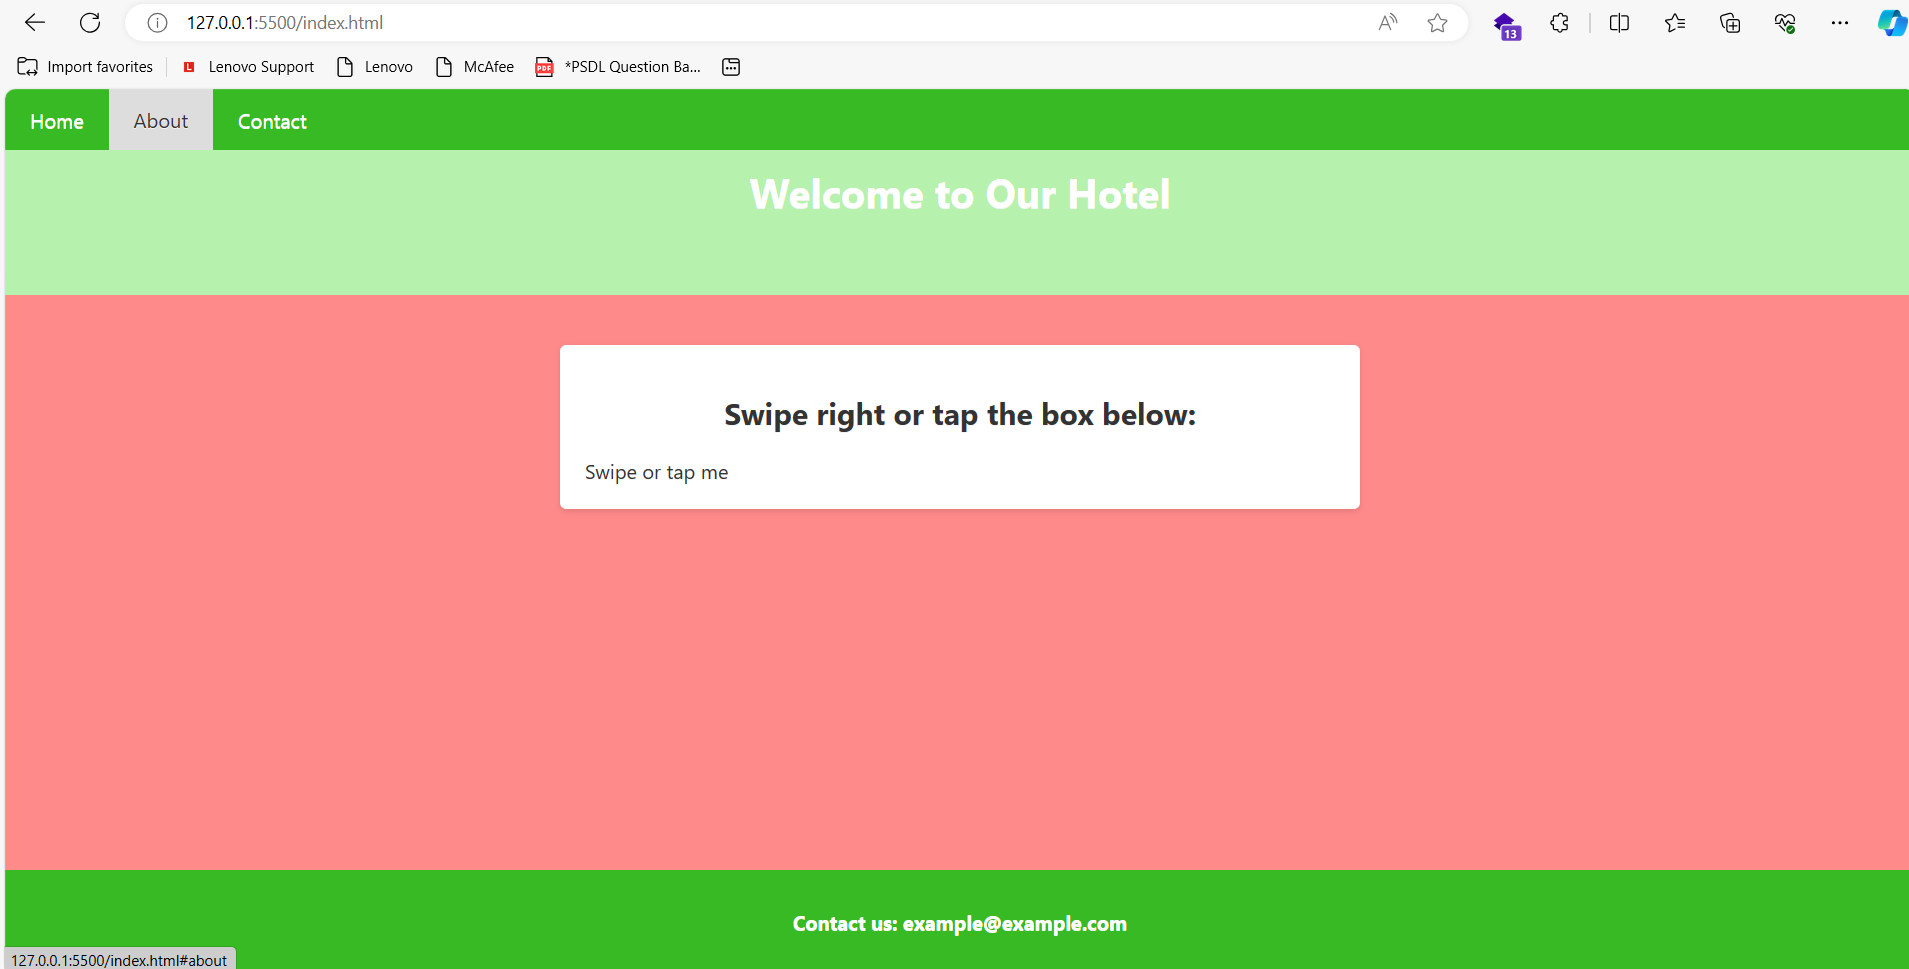 127.0.0.1:5500/index.html
13
Import favorites
L
Lenovo Support
Lenovo
McAfee
PDF
*PSDL Question Ba...
Home
About
Contact
Welcome to Our Hotel
Swipe right or tap the box below:
Swipe or tap me
Contact us: example@example.com
127.0.0.1:5500/index.html#about